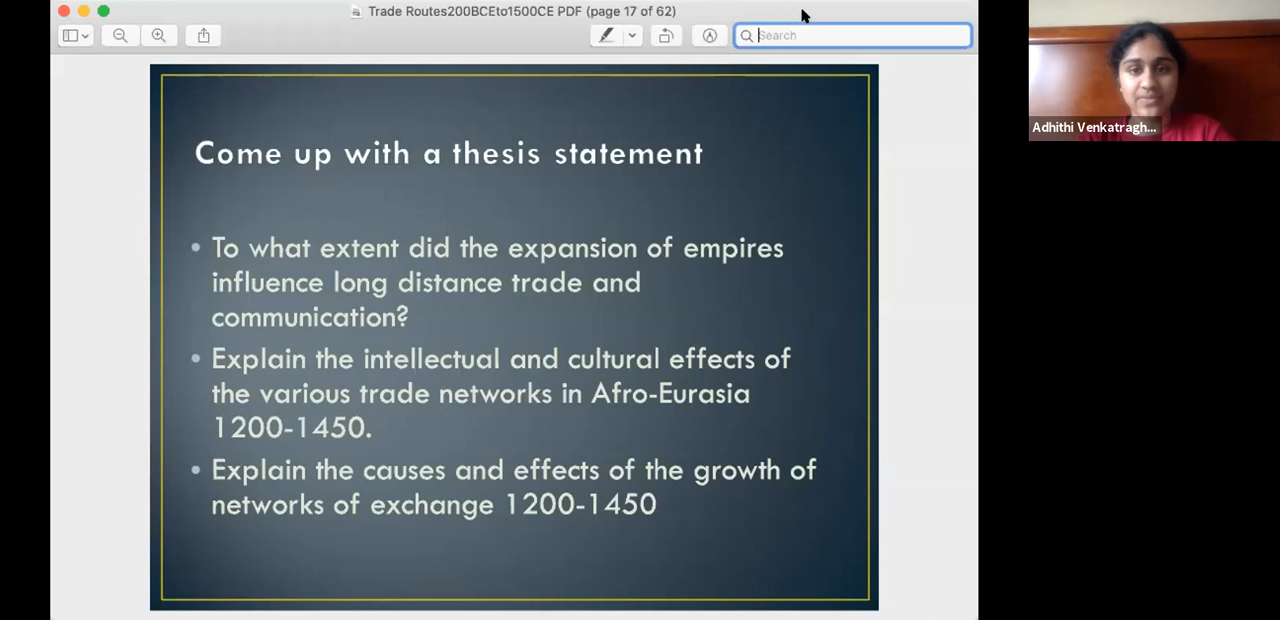 Trade Routes200BCEto1500CE PDF (page 17 of 62)
Search
Come up with a thesis statement
• To what extent did the expansion of empires
influence long distance trade and
communication?
• Explain the intellectual and cultural effects of
the various trade networks in Afro-Eurasia
1200-1450.
• Explain the causes and effects of the growth of
networks of exchange 1200-1450
Adhithi Venkatragh...